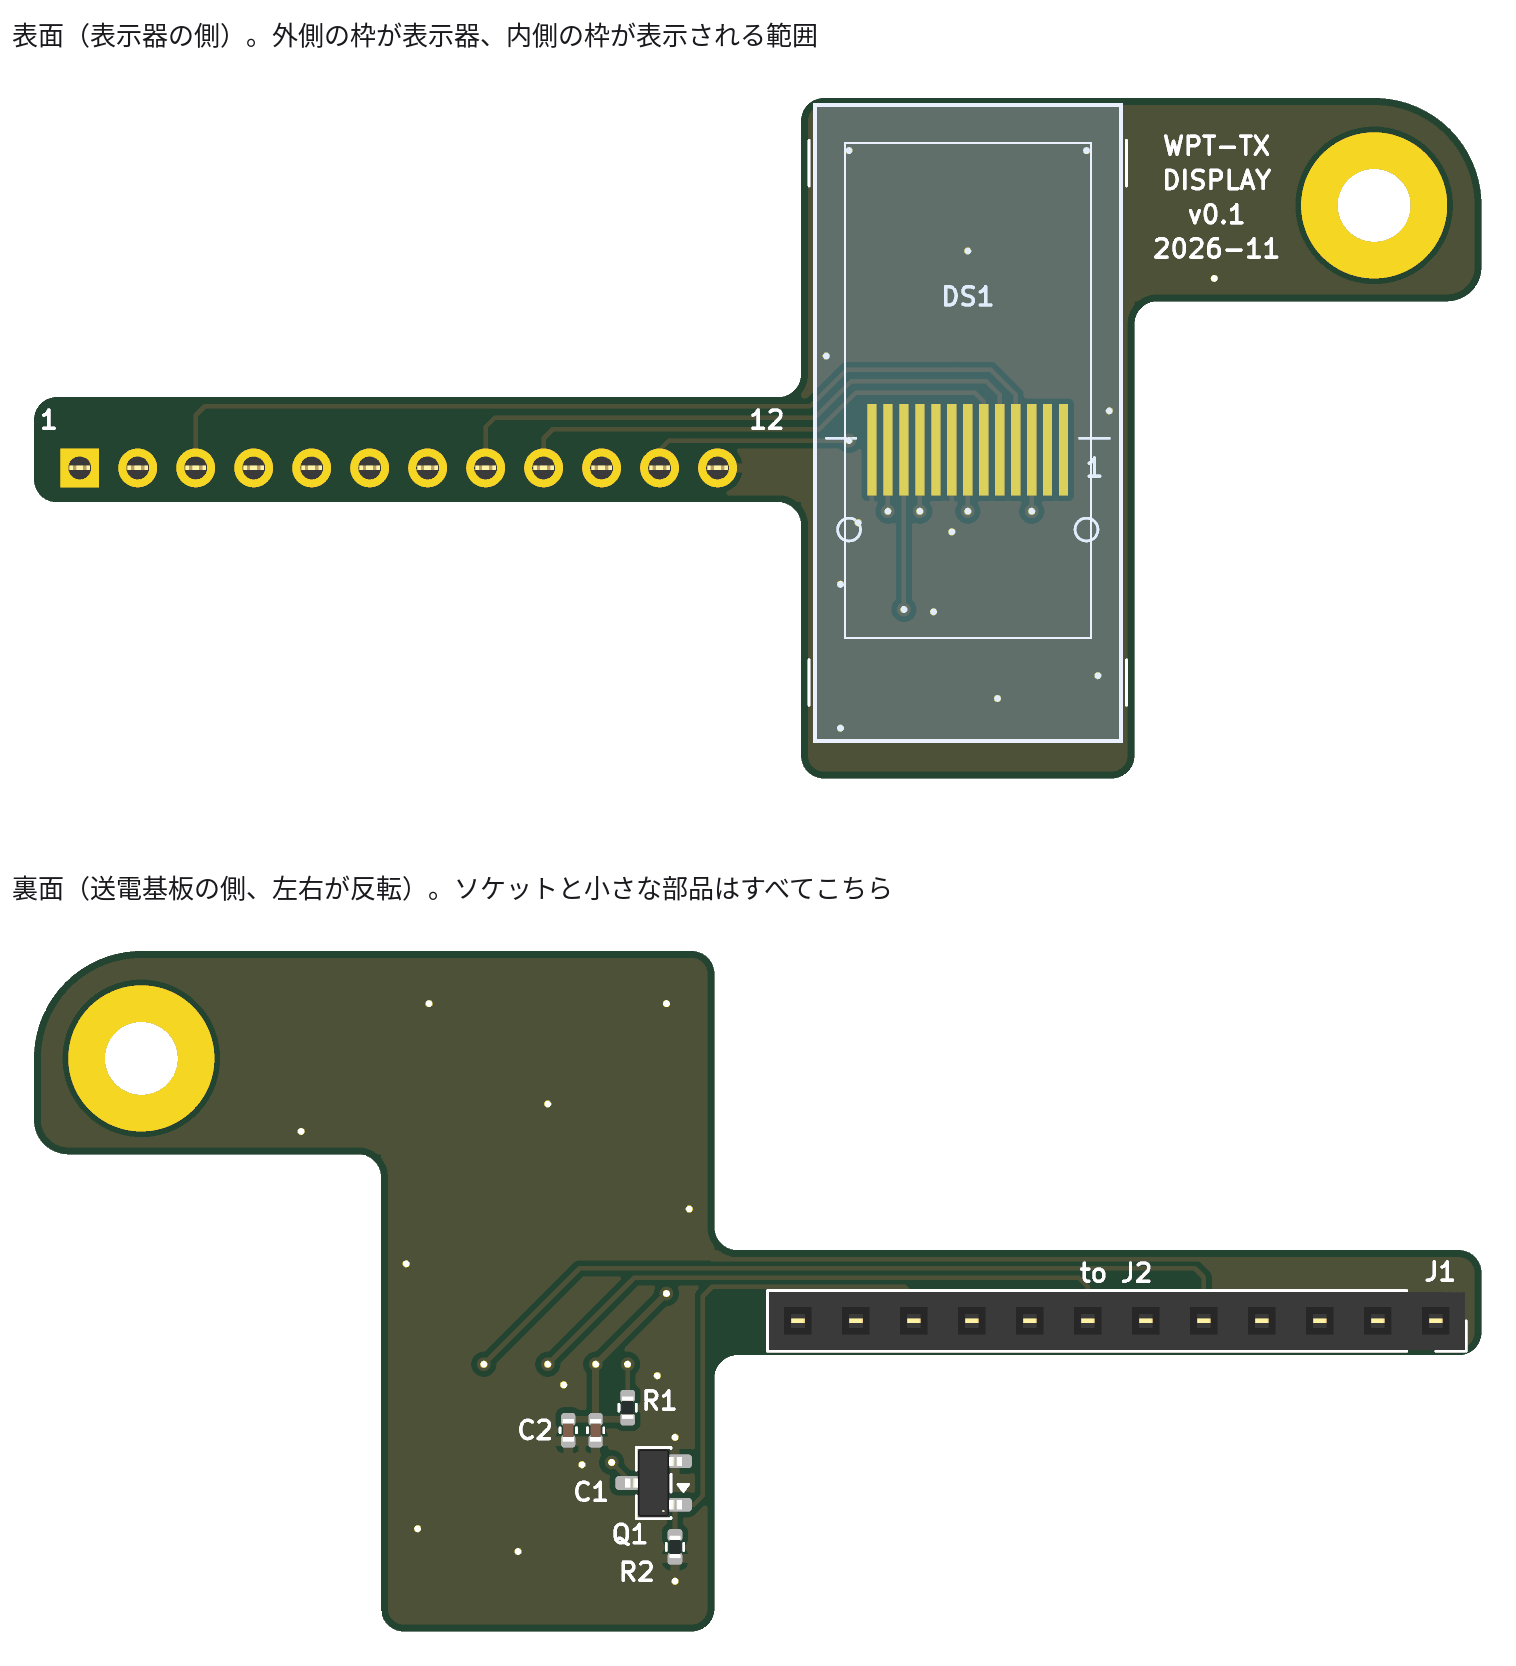 表面（表示器の側）。外側の枠が表示器、内側の枠が表示される範囲
WPT-TX
DISPLAY
v0.1
2026-11
DS1
1
12
1
裏面（送電基板の側、左右が反転）。ソケットと小さな部品はすべてこちら
to J2
J1
R1
C2
C1
Q1
R2